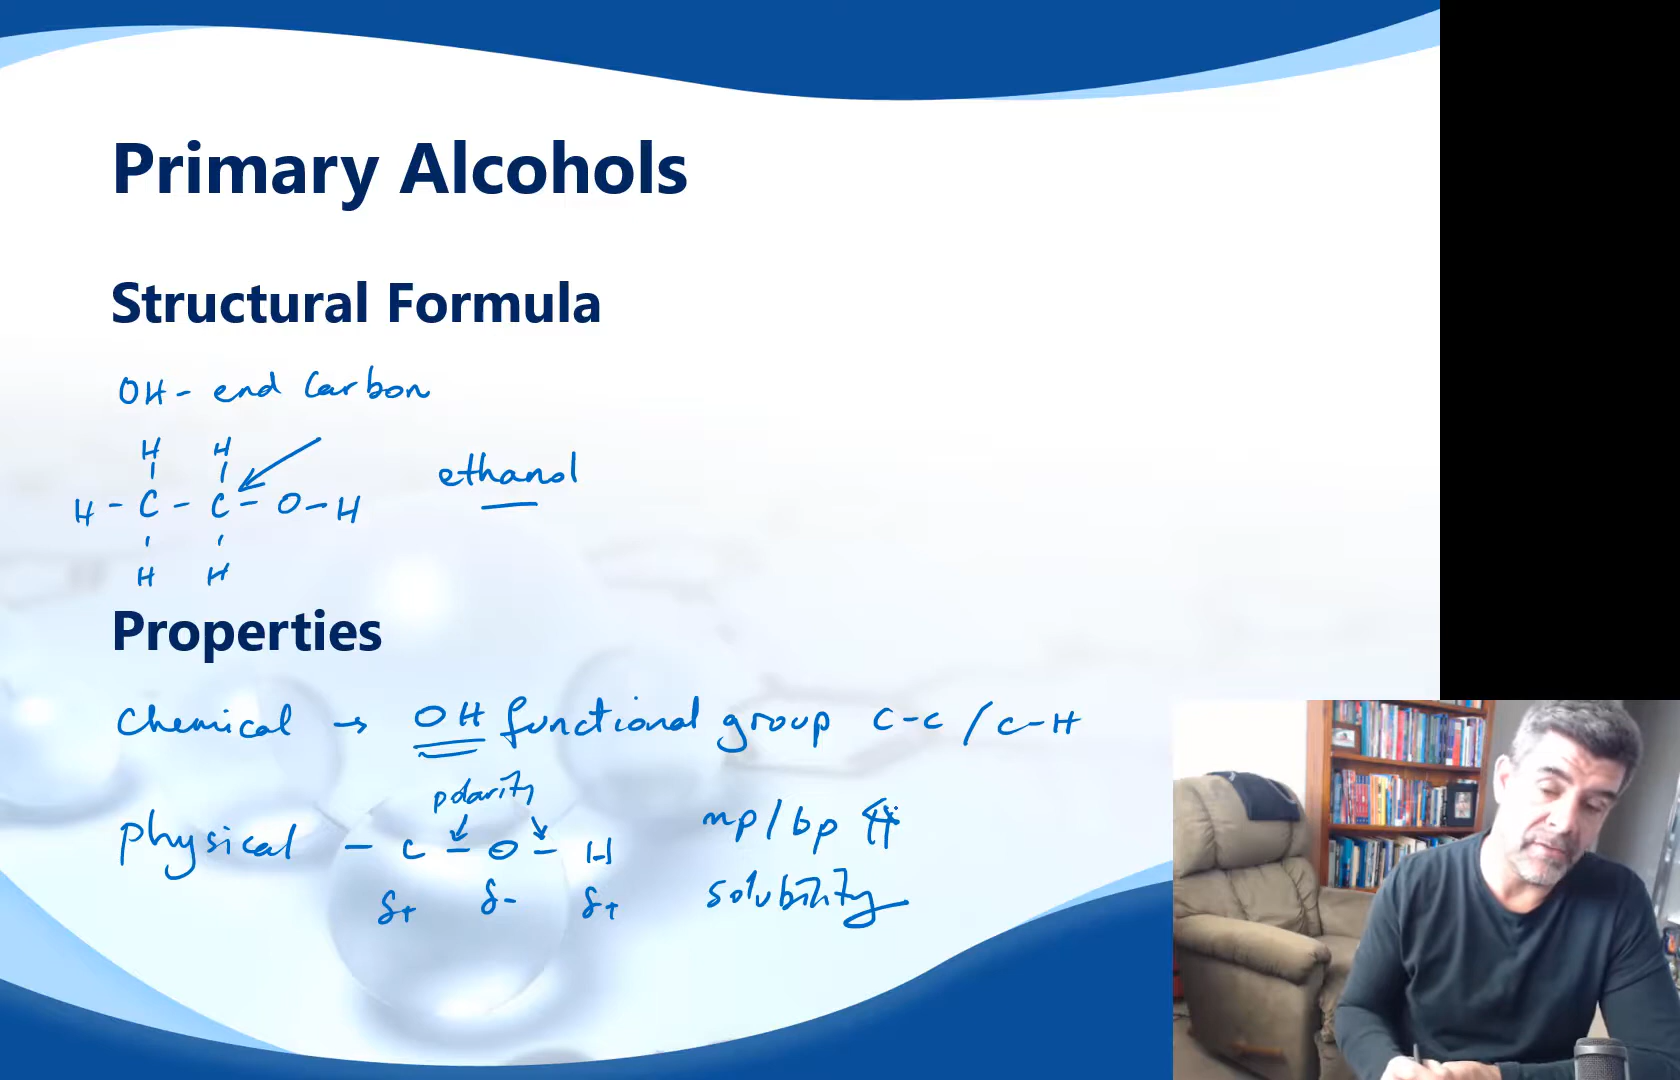 Primary Alcohols
Structural Formula
OH - end Carbon
H H
H - C - C - O - H
H H
ethanol
Properties
Chemical → OH functional group C-C / C-H
polarity
physical - C - O - H
δ+ δ- δ+
mp/bp ⇈
solubility